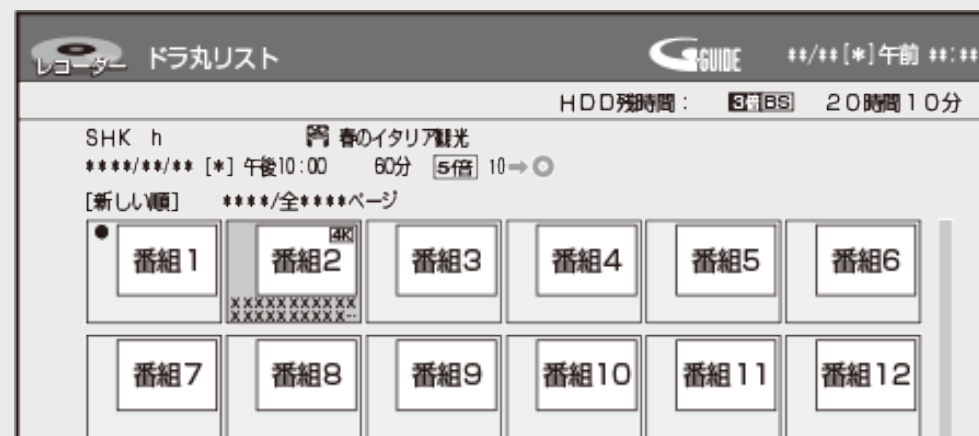 レコーダー ドラ丸リスト G-GUIDE **/**[*]午前 **:**
HDD残時間： 3倍 BS 20時間10分
SHK h 春のイタリア観光
****/**/** [*] 午後10:00 60分 5倍 10➡
[新しい順] ****/全****ページ
番組1 4K 番組2 番組3 番組4 番組5 番組6
XXXXXXXXXX
XXXXXXXXX…
番組7 番組8 番組9 番組10 番組11 番組12